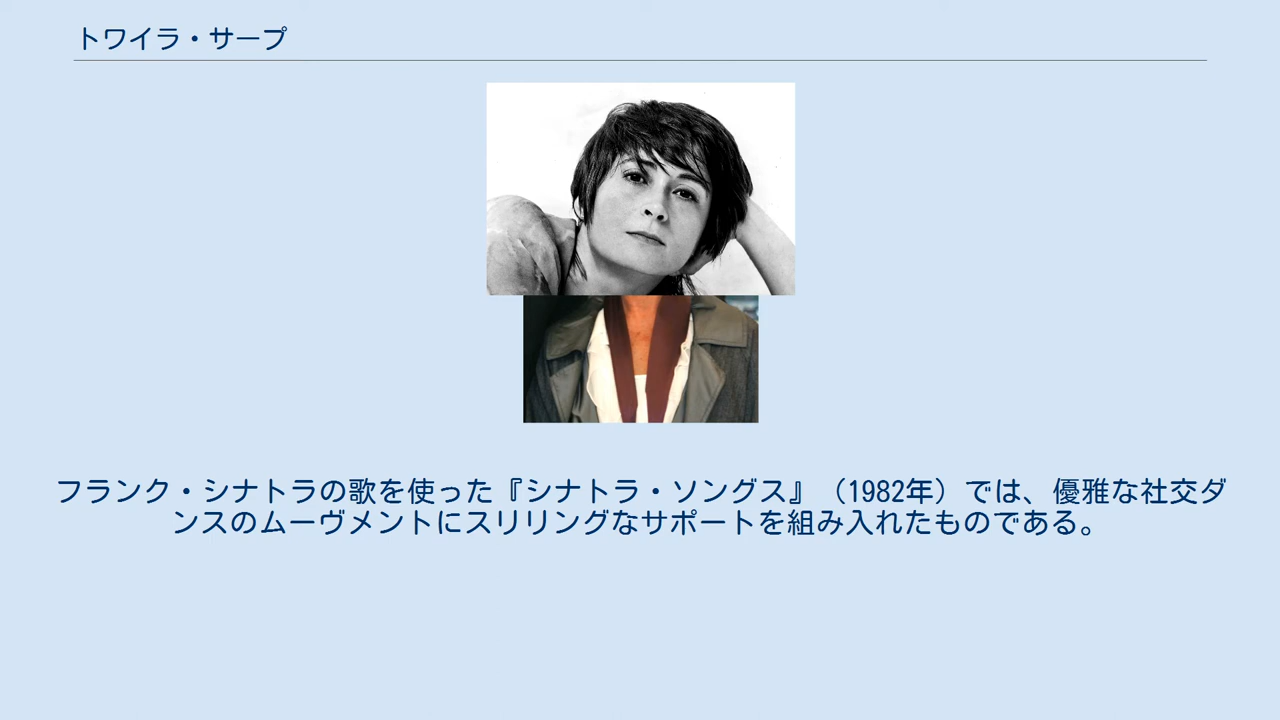 トワイラ・サープ
フランク・シナトラの歌を使った『シナトラ・ソングス』（1982年）では、優雅な社交ダ
ンスのムーヴメントにスリリングなサポートを組み入れたものである。